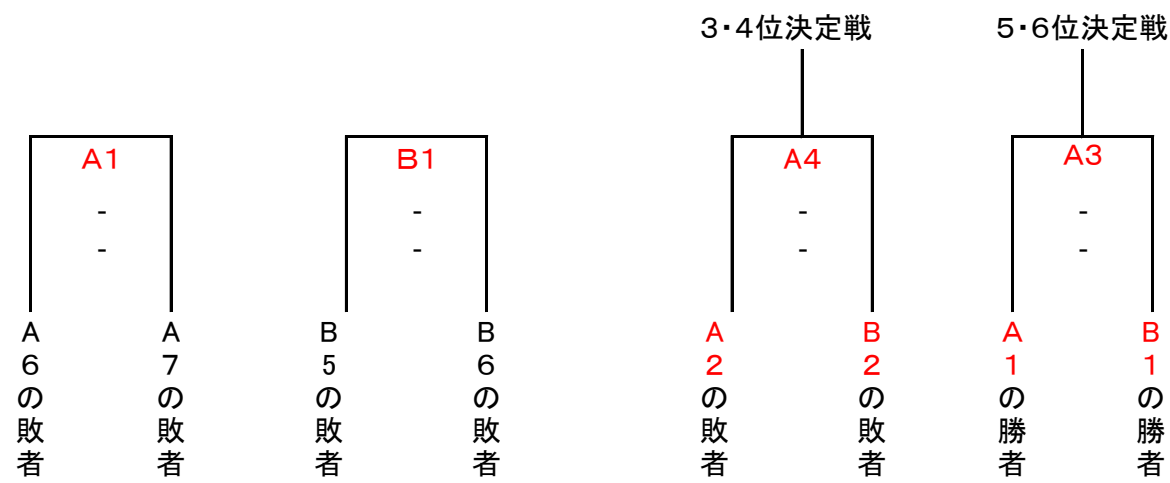 3・4位決定戦
5・6位決定戦
A1
B1
A4
A3
-
-
-
-
-
-
-
-
A6の敗者
A7の敗者
B5の敗者
B6の敗者
A2の敗者
B2の敗者
A1の勝者
B1の勝者